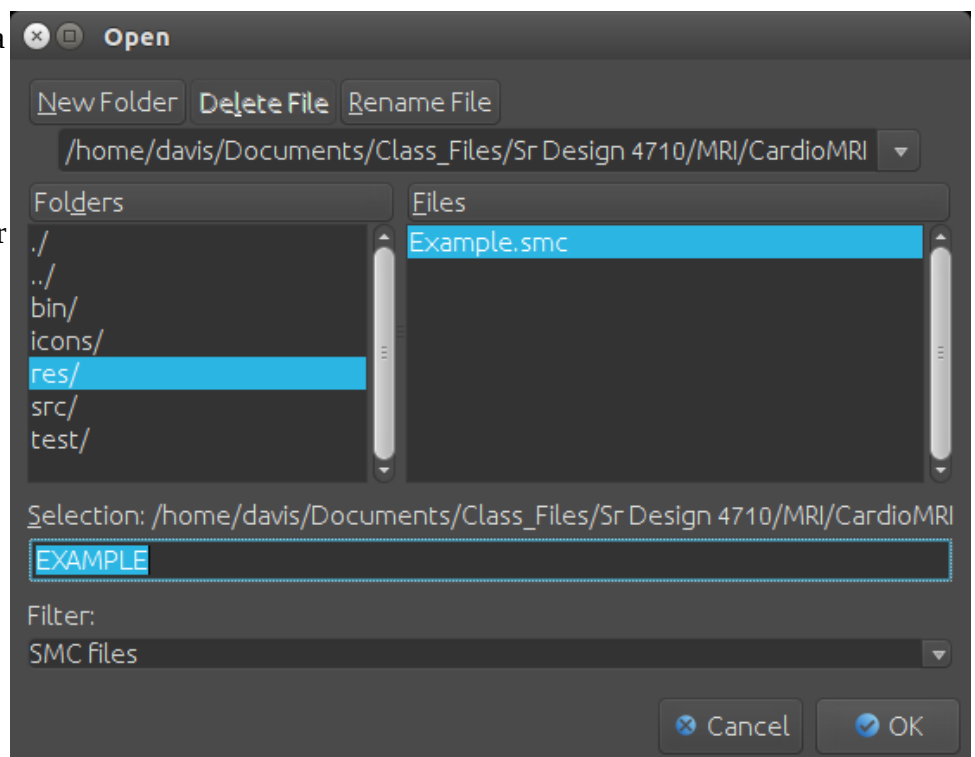 Open
New Folder Delete File Rename File
/home/davis/Documents/Class_Files/Sr Design 4710/MRI/CardioMRI
Folders Files
./
Example.smc
../
bin/
icons/
res/
src/
test/
Selection: /home/davis/Documents/Class_Files/Sr Design 4710/MRI/CardioMRI
EXAMPLE
Filter:
SMC files
Cancel OK